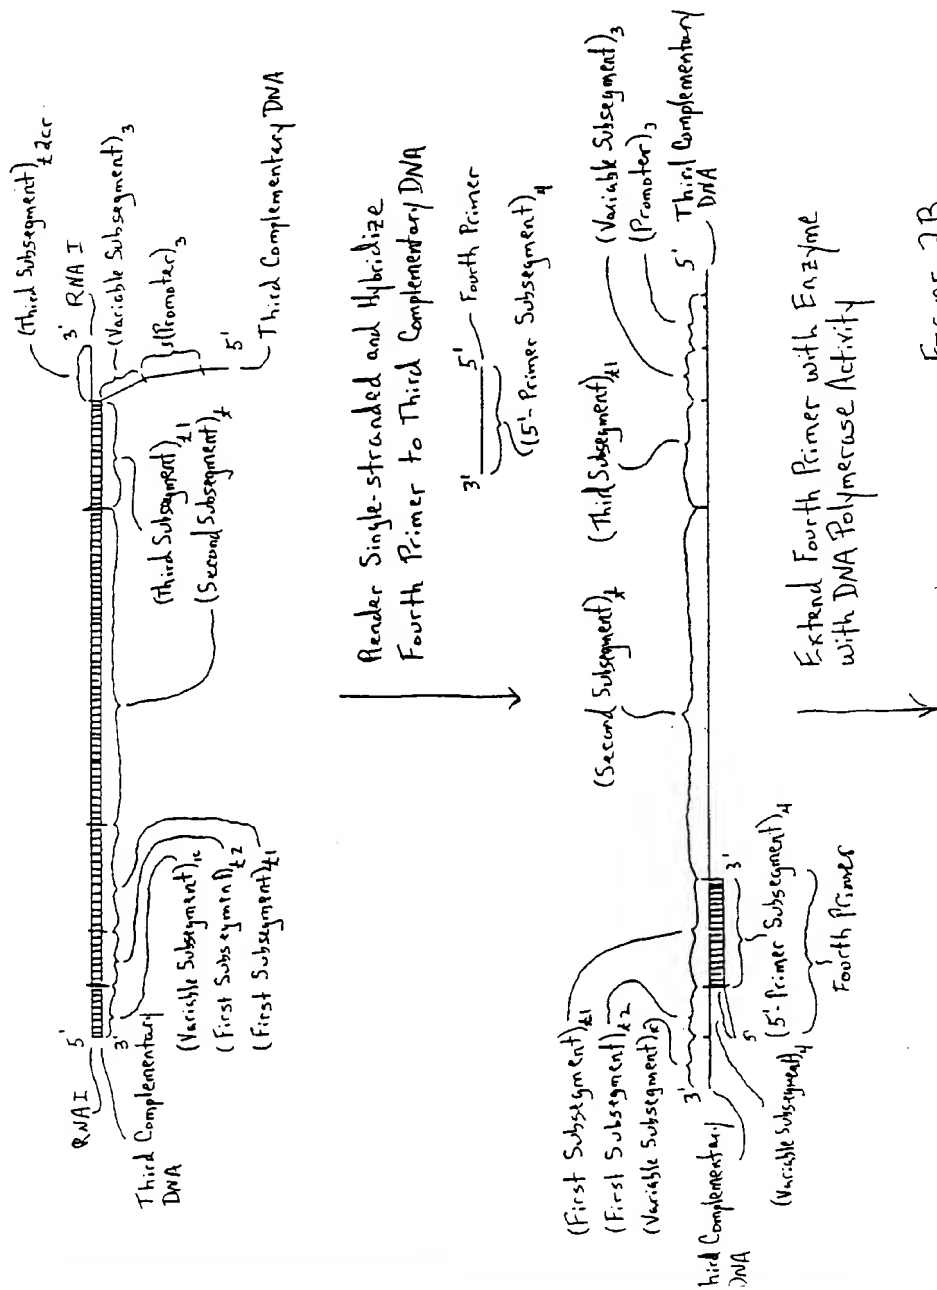 (Third Subsegment)t2cr
3' RNA I
(Variable Subsegment)3
(Promoter)3
5'
Third Complementary DNA
(Third Subsegment)t1
(Second Subsegment)t
5'
RNA I
3'
Third Complementary
DNA
(Variable Subsegment)k
(First Subsegment)t2
(First Subsegment)t1
Render Single-stranded and Hybridize
Fourth Primer to Third Complementary DNA
3' 5' Fourth Primer
(5'-Primer Subsegment)4
(Second Subsegment)t
(Third Subsegment)t1
(Variable Subsegment)3
(Promoter)3
5' Third Complementary
DNA
(First Subsegment)t1
(First Subsegment)t2
(Variable Subsegment)k
3'
hird Complementary
DNA
5'
3'
(Variable Subsegment)4
(5'-Primer Subsegment)4
Fourth Primer
Extend Fourth Primer with Enzyme
with DNA Polymerase Activity